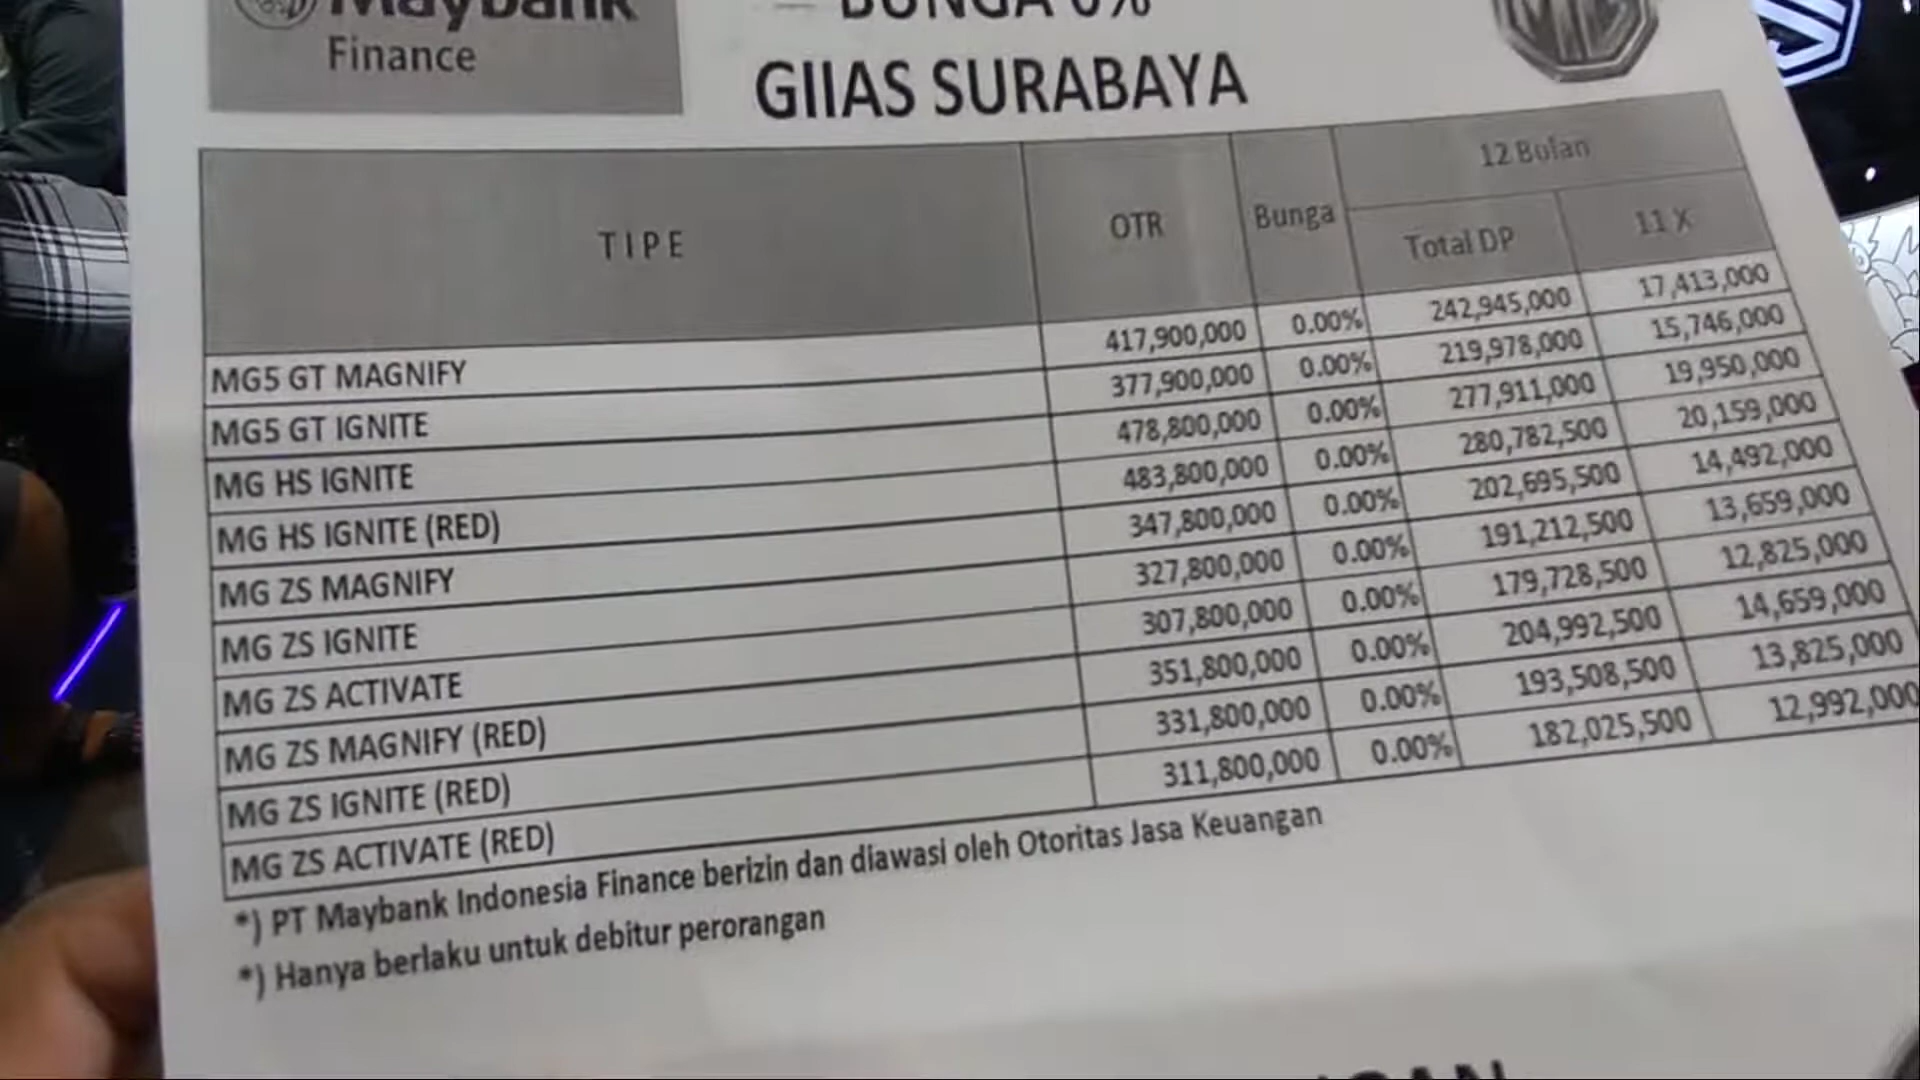 Maybank
Finance
BUNGA 0%
GIIAS SURABAYA
TIPE OTR Bunga 12 Bulan
Total DP 11 X
MG5 GT MAGNIFY 417,900,000 0.00% 242,945,000 17,413,000
MG5 GT IGNITE 377,900,000 0.00% 219,978,000 15,746,000
MG HS IGNITE 478,800,000 0.00% 277,911,000 19,950,000
MG HS IGNITE (RED) 483,800,000 0.00% 280,782,500 20,159,000
MG ZS MAGNIFY 347,800,000 0.00% 202,695,500 14,492,000
MG ZS IGNITE 327,800,000 0.00% 191,212,500 13,659,000
MG ZS ACTIVATE 307,800,000 0.00% 179,728,500 12,825,000
MG ZS MAGNIFY (RED) 351,800,000 0.00% 204,992,500 14,659,000
MG ZS IGNITE (RED) 331,800,000 0.00% 193,508,500 13,825,000
MG ZS ACTIVATE (RED) 311,800,000 0.00% 182,025,500 12,992,000
*) PT Maybank Indonesia Finance berizin dan diawasi oleh Otoritas Jasa Keuangan
*) Hanya berlaku untuk debitur perorangan